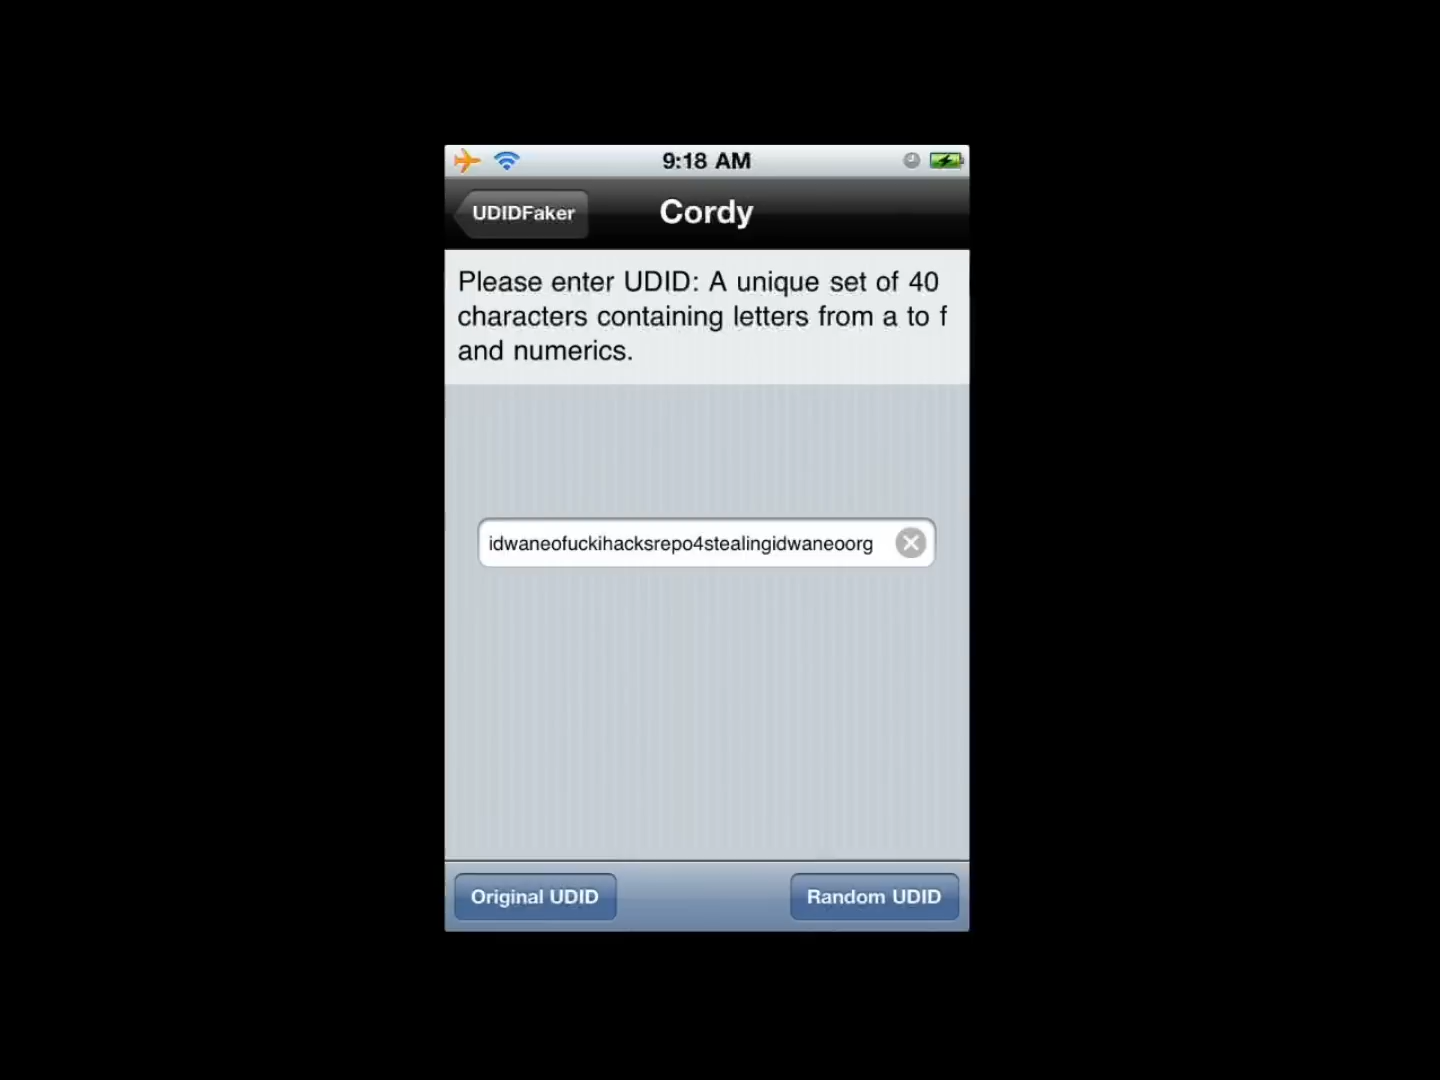 9:18 AM
UDIDFaker
Cordy
Please enter UDID: A unique set of 40
characters containing letters from a to f
and numerics.
idwaneofuckihacksrepo4stealingidwaneoorg
Original UDID
Random UDID